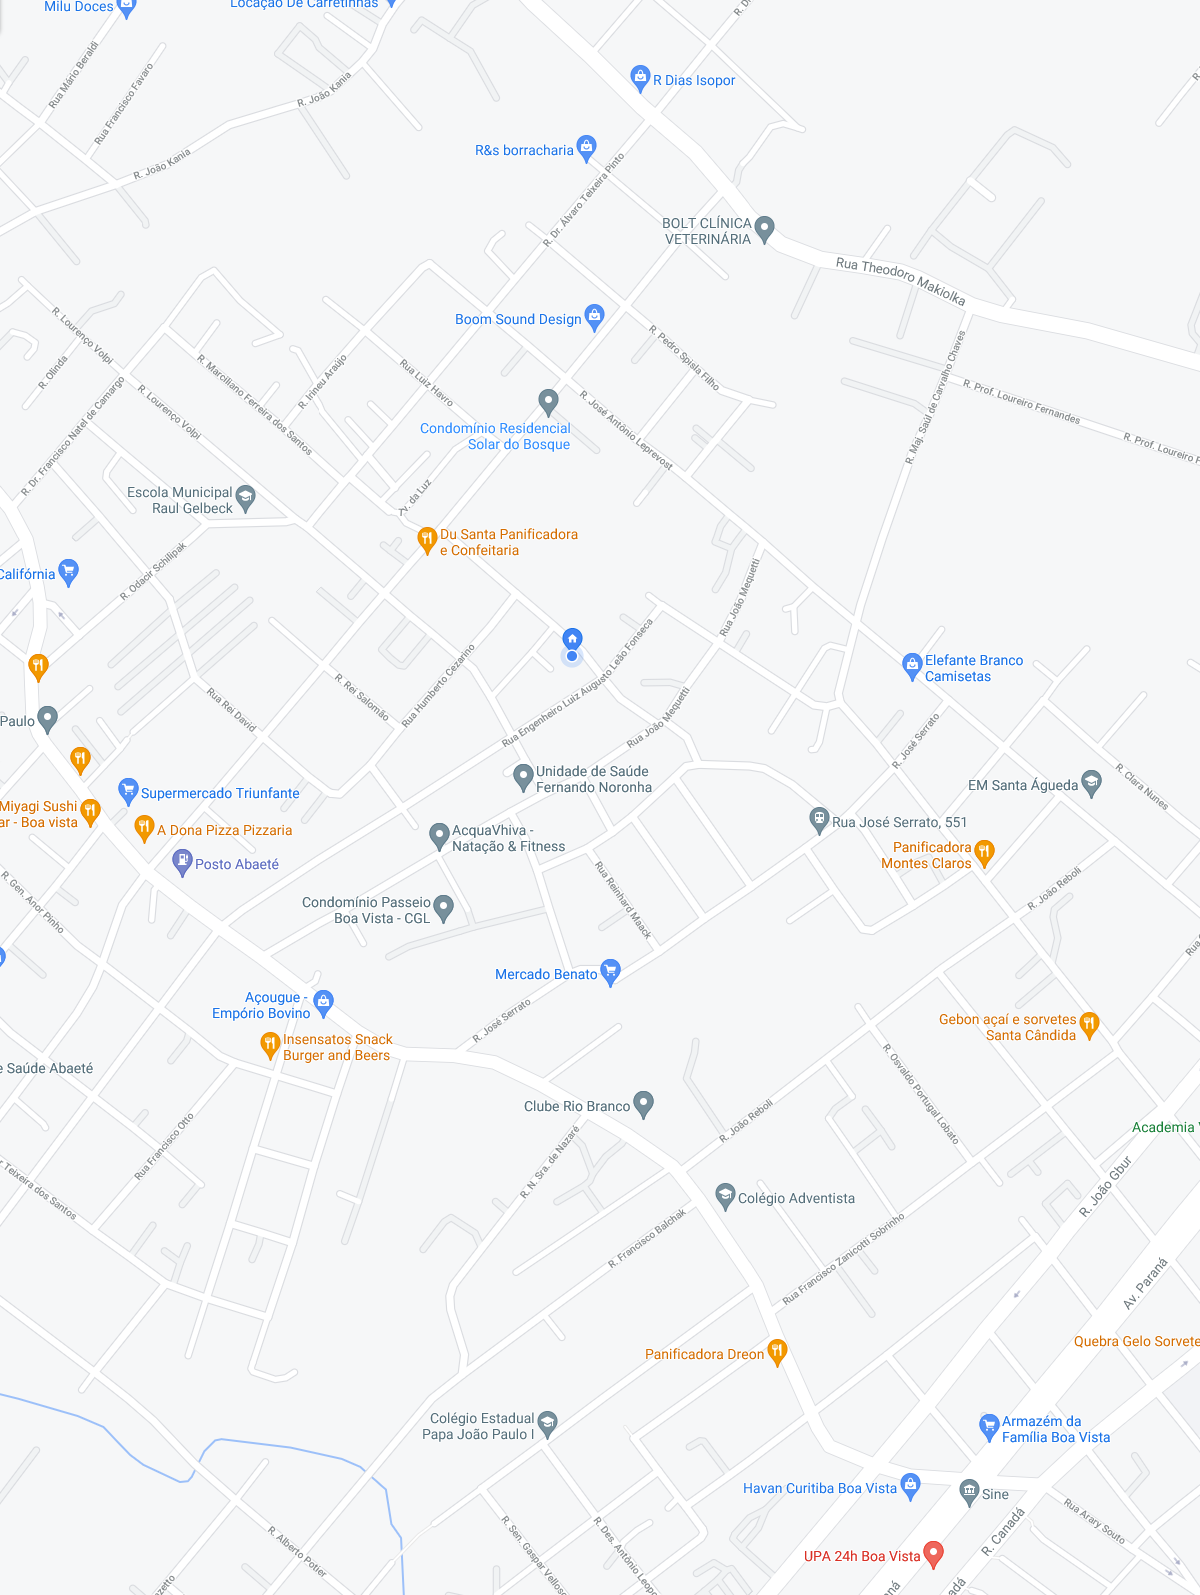 Milu Doces
Locação De Carretinhas
Rua Mário Beraldi
Rua Francisco Favaro
R. João Kania
R. João Kania
R Dias Isopor
R&s borracharia
R. Dr. Álvaro Teixeira Pinto
BOLT CLÍNICA
VETERINÁRIA
Rua Theodoro Makiolka
R. Lourenço Volpi
R. Olinda
R. Marciliano Ferreira dos Santos
R. Irineu Araújo
Boom Sound Design
R. Pedro Spisla Filho
Rua Luiz Havro
R. Dr. Francisco Natel de Camargo
R. Lourenço Volpi
Condomínio Residencial
Solar do Bosque
R. José Antônio Leprevost
R. Maj. Saúl de Carvalho Chaves
R. Prof. Loureiro Fernandes
R. Prof. Loureiro F
Escola Municipal
Raul Gelbeck
Tv. da Luz
Du Santa Panificadora
e Confeitaria
Califórnia
R. Odacir Schilipak
Rua João Mequetti
Rua Engenheiro Luiz Augusto Leão Fonseca
R. Rei Salomão
Rua Humberto Cezarino
Rua Rei David
Paulo
Rua João Mequetti
Elefante Branco
Camisetas
R. José Serrato
R. Clara Nunes
Unidade de Saúde
Fernando Noronha
EM Santa Águeda
Supermercado Triunfante
Miyagi Sushi
ar - Boa vista
A Dona Pizza Pizzaria
AcquaVhiva -
Natação & Fitness
Rua José Serrato, 551
Panificadora
Montes Claros
Posto Abaeté
R. Gen. Anor Pinho
Rua Reinhard Maack
R. João Reboli
Condomínio Passeio
Boa Vista - CGL
Mercado Benato
Açougue -
Empório Bovino
R. José Serrato
Insensatos Snack
Burger and Beers
Gebon açaí e sorvetes
Santa Cândida
e Saúde Abaeté
R. Osvaldo Portugal Lobato
Clube Rio Branco
R. João Reboli
Academia
Rua Francisco Otto
R. N. Sra. de Nazaré
Teixeira dos Santos
R. João Gbur
Colégio Adventista
R. Francisco Balchak
Rua Francisco Zanicotti Sobrinho
Av. Paraná
Quebra Gelo Sorvete
Panificadora Dreon
Colégio Estadual
Papa João Paulo I
Armazém da
Família Boa Vista
Havan Curitiba Boa Vista
Sine
R. Canadá
Rua Arary Souto
R. Alberto Potier
R. Sen. Gaspar Velloso
R. Des. Antônio Leopo
UPA 24h Boa Vista